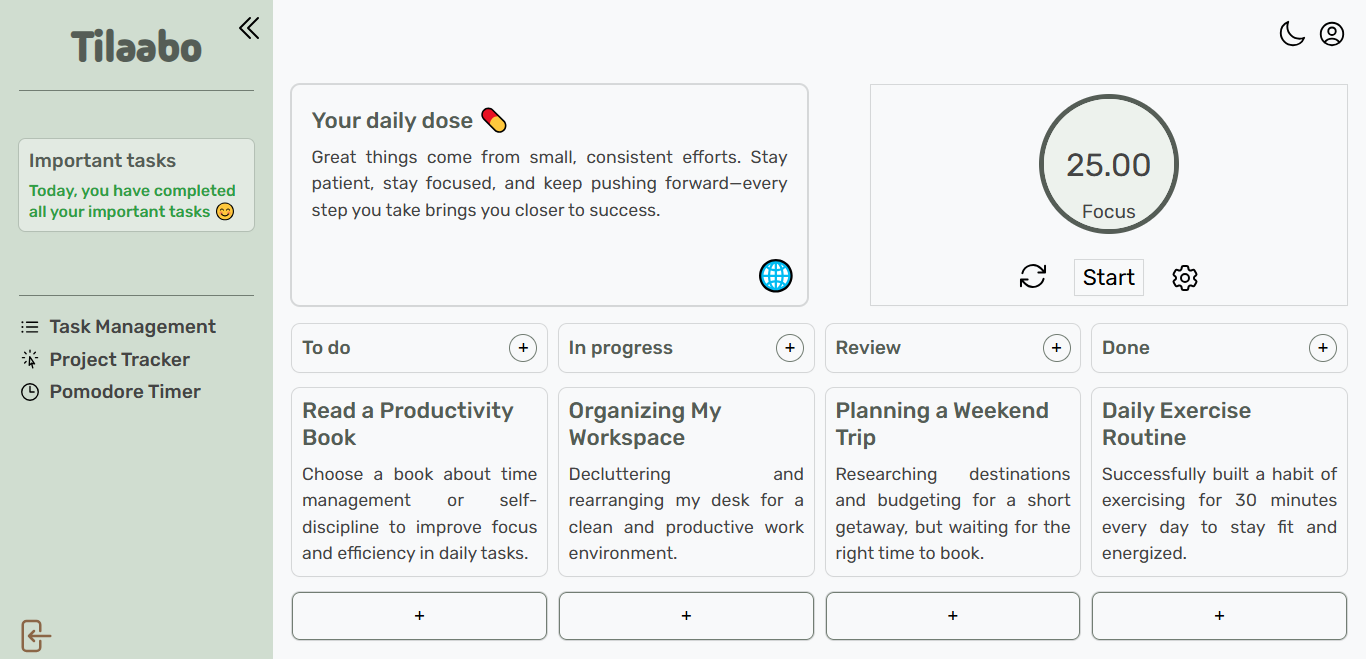 Tilaabo
Important tasks
Today, you have completed
all your important tasks 😊
Task Management
Project Tracker
Pomodore Timer
Your daily dose 💊
Great things come from small, consistent efforts. Stay
patient, stay focused, and keep pushing forward—every
step you take brings you closer to success.
25.00
Focus
Start
To do
+
In progress
+
Review
+
Done
+
Read a Productivity
Book
Choose a book about time
management or self-
discipline to improve focus
and efficiency in daily tasks.
+
Organizing My
Workspace
Decluttering and
rearranging my desk for a
clean and productive work
environment.
+
Planning a Weekend
Trip
Researching destinations
and budgeting for a short
getaway, but waiting for the
right time to book.
+
Daily Exercise
Routine
Successfully built a habit of
exercising for 30 minutes
every day to stay fit and
energized.
+